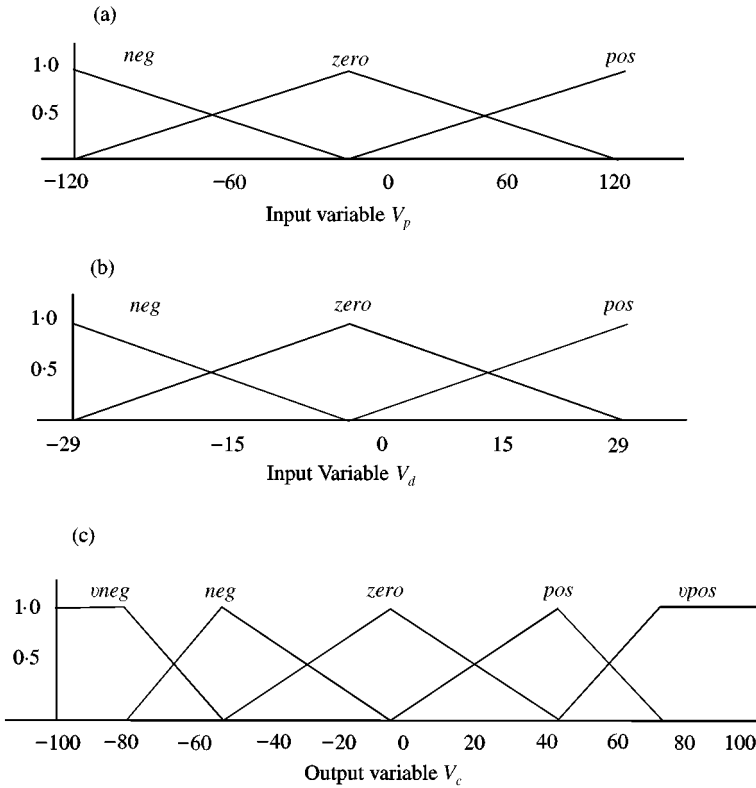 (a)
neg zero pos
1·0
0·5
−120 −60 0 60 120
Input variable Vp
(b)
neg zero pos
1·0
0·5
−29 −15 0 15 29
Input Variable Vd
(c)
υneg neg zero pos υpos
1·0
0·5
−100 −80 −60 −40 −20 0 20 40 60 80 100
Output variable Vc